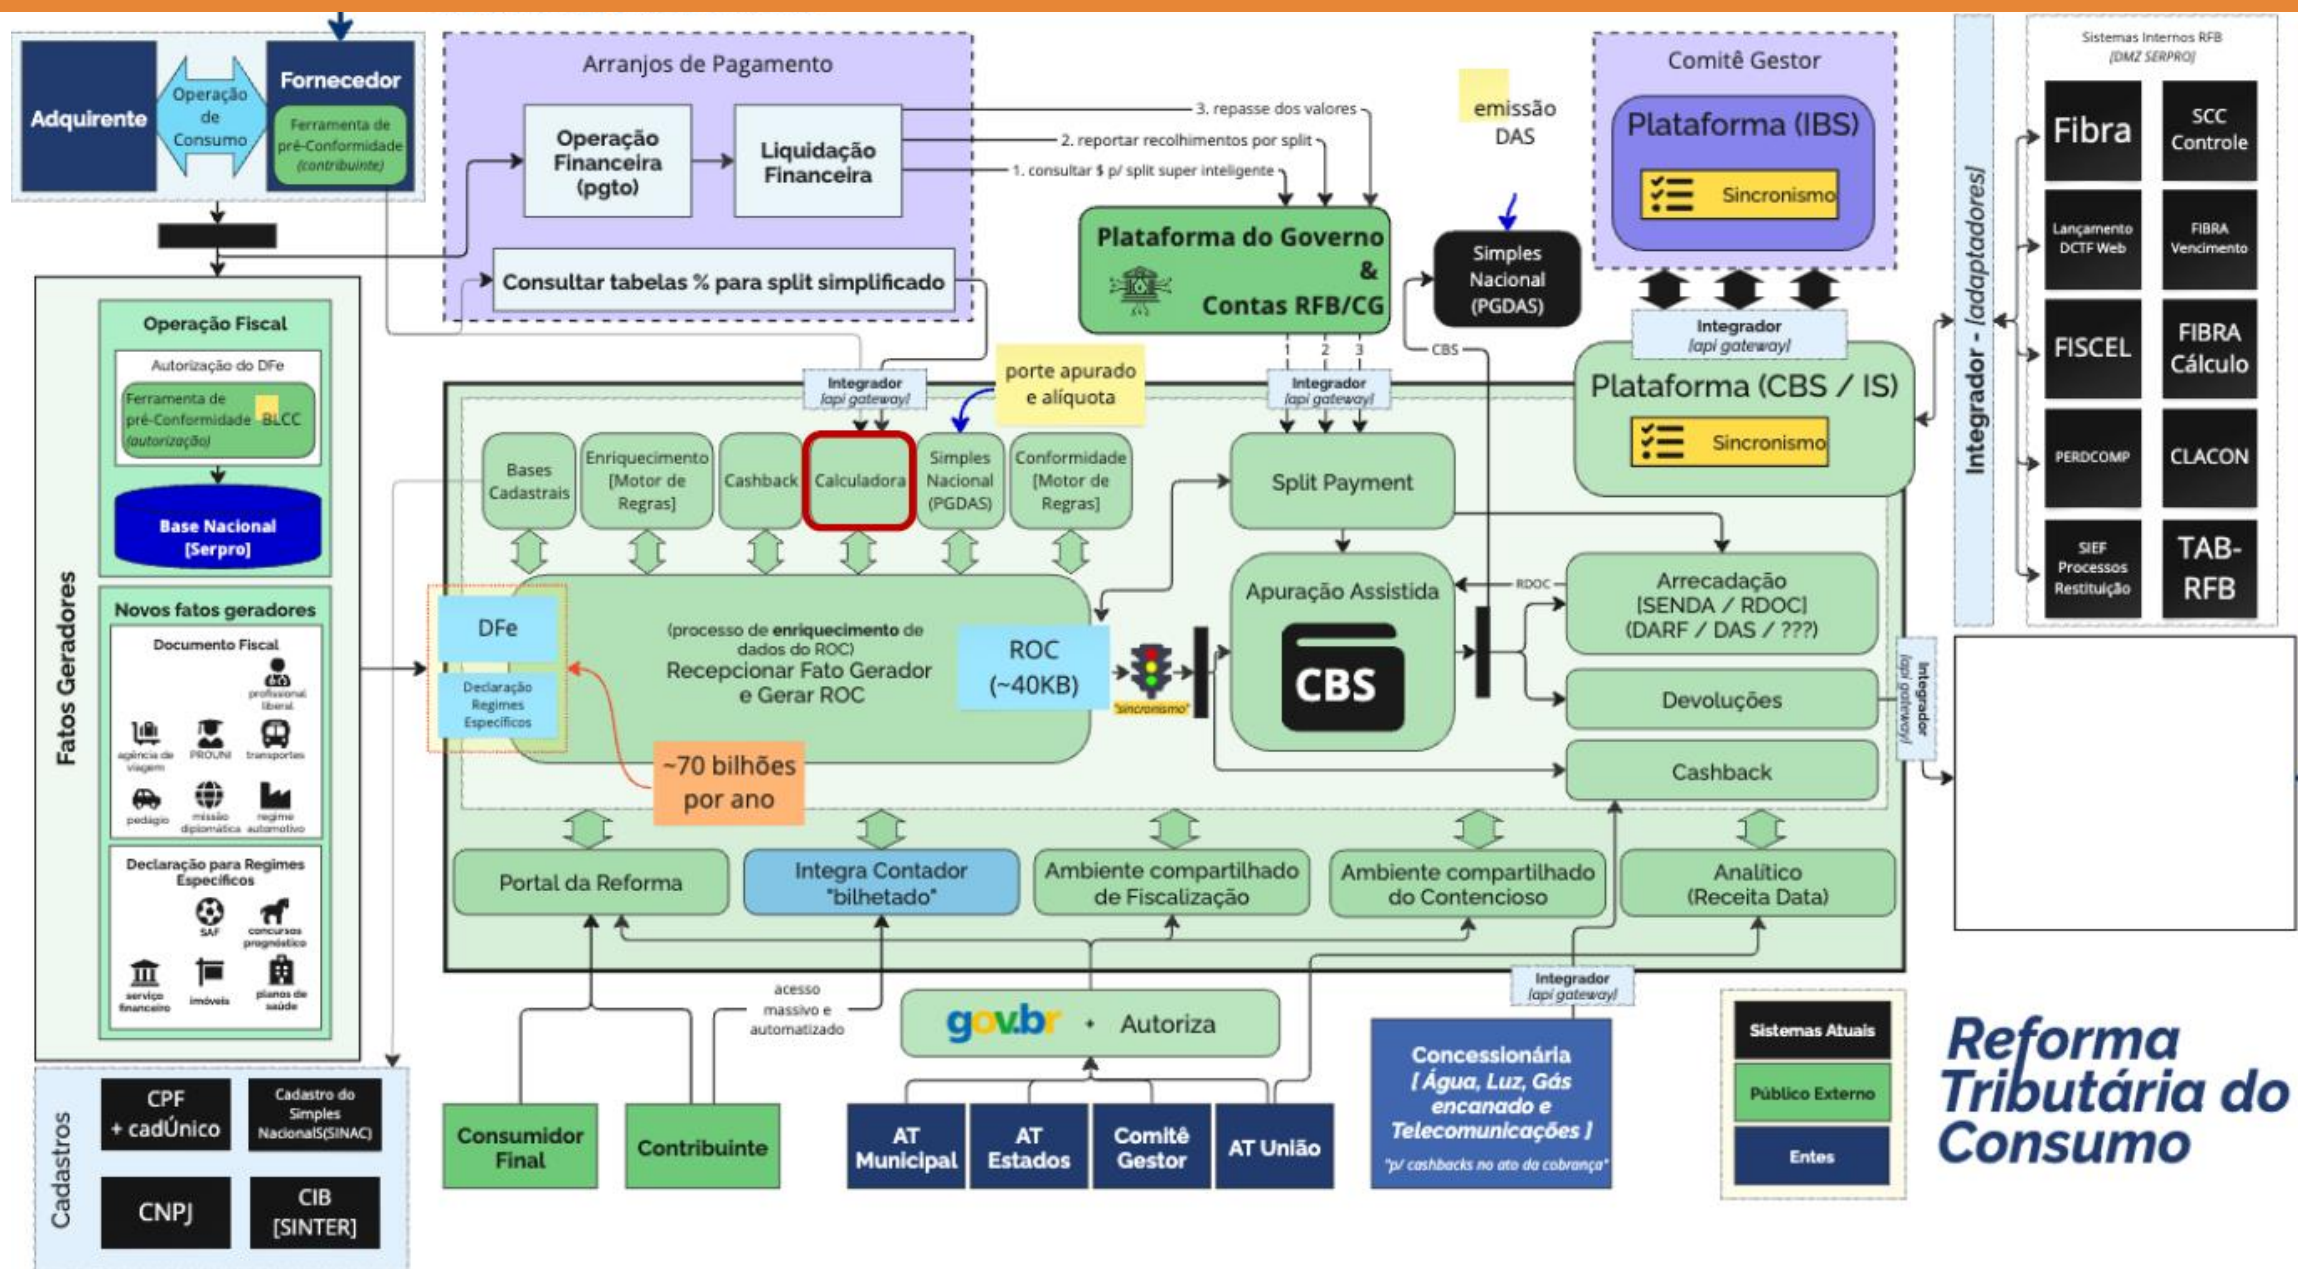 Adquirente
Operação
de
Consumo
Fornecedor
Ferramenta de
pré-Conformidade
(contribuinte)
Arranjos de Pagamento
Operação
Financeira
(pgto)
Liquidação
Financeira
3. repasse dos valores
2. reportar recolhimentos por split
1. consultar $ p/ split super inteligente
Consultar tabelas % para split simplificado
Plataforma do Governo
&
Contas RFB/CG
1 2 3
emissão
DAS
Simples
Nacional
(PGDAS)
CBS
Comitê Gestor
Plataforma (IBS)
Sincronismo
Integrador
[api gateway]
Plataforma (CBS / IS)
Sincronismo
Integrador - [adaptadores]
Sistemas Internos RFB
[DMZ SERPRO]
Fibra
SCC
Controle
Lançamento
DCTF Web
FIBRA
Vencimento
FISCEL
FIBRA
Cálculo
PERDCOMP
CLACON
SIEF
Processos
Restituição
TAB-
RFB
Fatos Geradores
Operação Fiscal
Autorização do DFe
Ferramenta de
pré-Conformidade BLCC
(autorização)
Base Nacional
[Serpro]
Novos fatos geradores
Documento Fiscal
profissional
liberal
agência de
viagem
PROUNI
transportes
pedágio
missão
diplomática
regime
automotivo
Declaração para Regimes
Específicos
SAF
concursos
prognóstico
serviço
financeiro
imóveis
planos de
saúde
Integrador
[api gateway]
porte apurado
e alíquota
Integrador
[api gateway]
Bases
Cadastrais
Enriquecimento
[Motor de
Regras]
Cashback
Calculadora
Simples
Nacional
(PGDAS)
Conformidade
[Motor de
Regras]
Split Payment
DFe
Declaração
Regimes
Específicos
(processo de enriquecimento de
dados do ROC)
Recepcionar Fato Gerador
e Gerar ROC
ROC
(~40KB)
"sincronismo"
~70 bilhões
por ano
Apuração Assistida
CBS
RDOC
Arrecadação
[SENDA / RDOC]
(DARF / DAS / ???)
Devoluções
Cashback
Integrador
[api gateway]
Portal da Reforma
Integra Contador
"bilhetado"
Ambiente compartilhado
de Fiscalização
Ambiente compartilhado
do Contencioso
Analítico
(Receita Data)
acesso
massivo e
automatizado
gov.br + Autoriza
Integrador
[api gateway]
Concessionária
[ Água, Luz, Gás
encanado e
Telecomunicações ]
"p/ cashbacks no ato da cobrança"
Consumidor
Final
Contribuinte
AT
Municipal
AT
Estados
Comitê
Gestor
AT União
Cadastros
CPF
+ cadÚnico
Cadastro do
Simples
NacionalS(SINAC)
CNPJ
CIB
[SINTER]
Sistemas Atuais
Público Externo
Entes
Reforma
Tributária do
Consumo